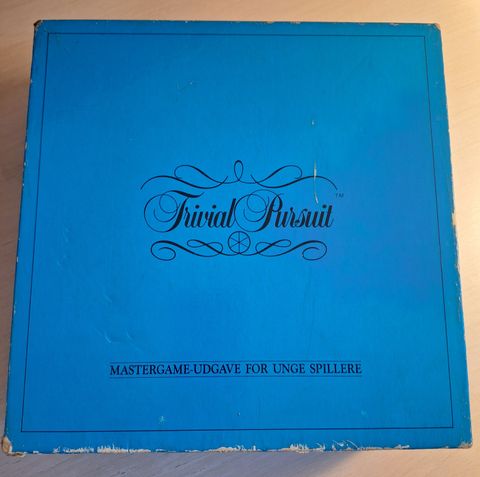 Trivial Pursuit™
MASTERGAME-UDGAVE FOR UNGE SPILLERE